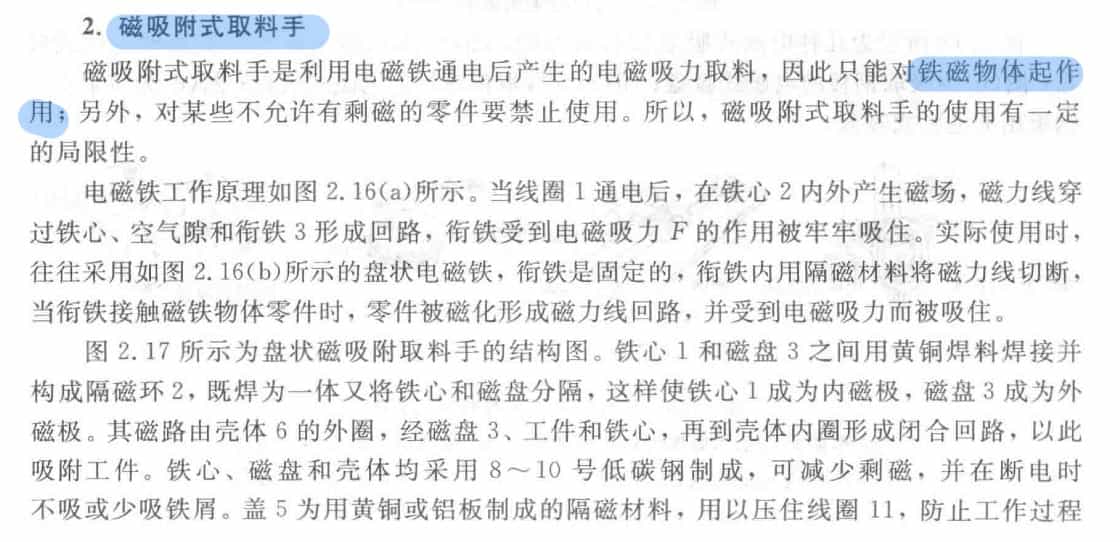 2. 磁吸附式取料手
磁吸附式取料手是利用电磁铁通电后产生的电磁吸力取料，因此只能对铁磁物体起作
用；另外，对某些不允许有剩磁的零件要禁止使用。所以，磁吸附式取料手的使用有一定
的局限性。
电磁铁工作原理如图 2.16(a)所示。当线圈 1 通电后，在铁心 2 内外产生磁场，磁力线穿
过铁心、空气隙和衔铁 3 形成回路，衔铁受到电磁吸力 F 的作用被牢牢吸住。实际使用时，
往往采用如图 2.16(b)所示的盘状电磁铁，衔铁是固定的，衔铁内用隔磁材料将磁力线切断，
当衔铁接触磁铁物体零件时，零件被磁化形成磁力线回路，并受到电磁吸力而被吸住。
图 2.17 所示为盘状磁吸附取料手的结构图。铁心 1 和磁盘 3 之间用黄铜焊料焊接并
构成隔磁环 2，既焊为一体又将铁心和磁盘分隔，这样使铁心 1 成为内磁极，磁盘 3 成为外
磁极。其磁路由壳体 6 的外圈，经磁盘 3、工件和铁心，再到壳体内圈形成闭合回路，以此
吸附工件。铁心、磁盘和壳体均采用 8～10 号低碳钢制成，可减少剩磁，并在断电时
不吸或少吸铁屑。盖 5 为用黄铜或铝板制成的隔磁材料，用以压住线圈 11，防止工作过程